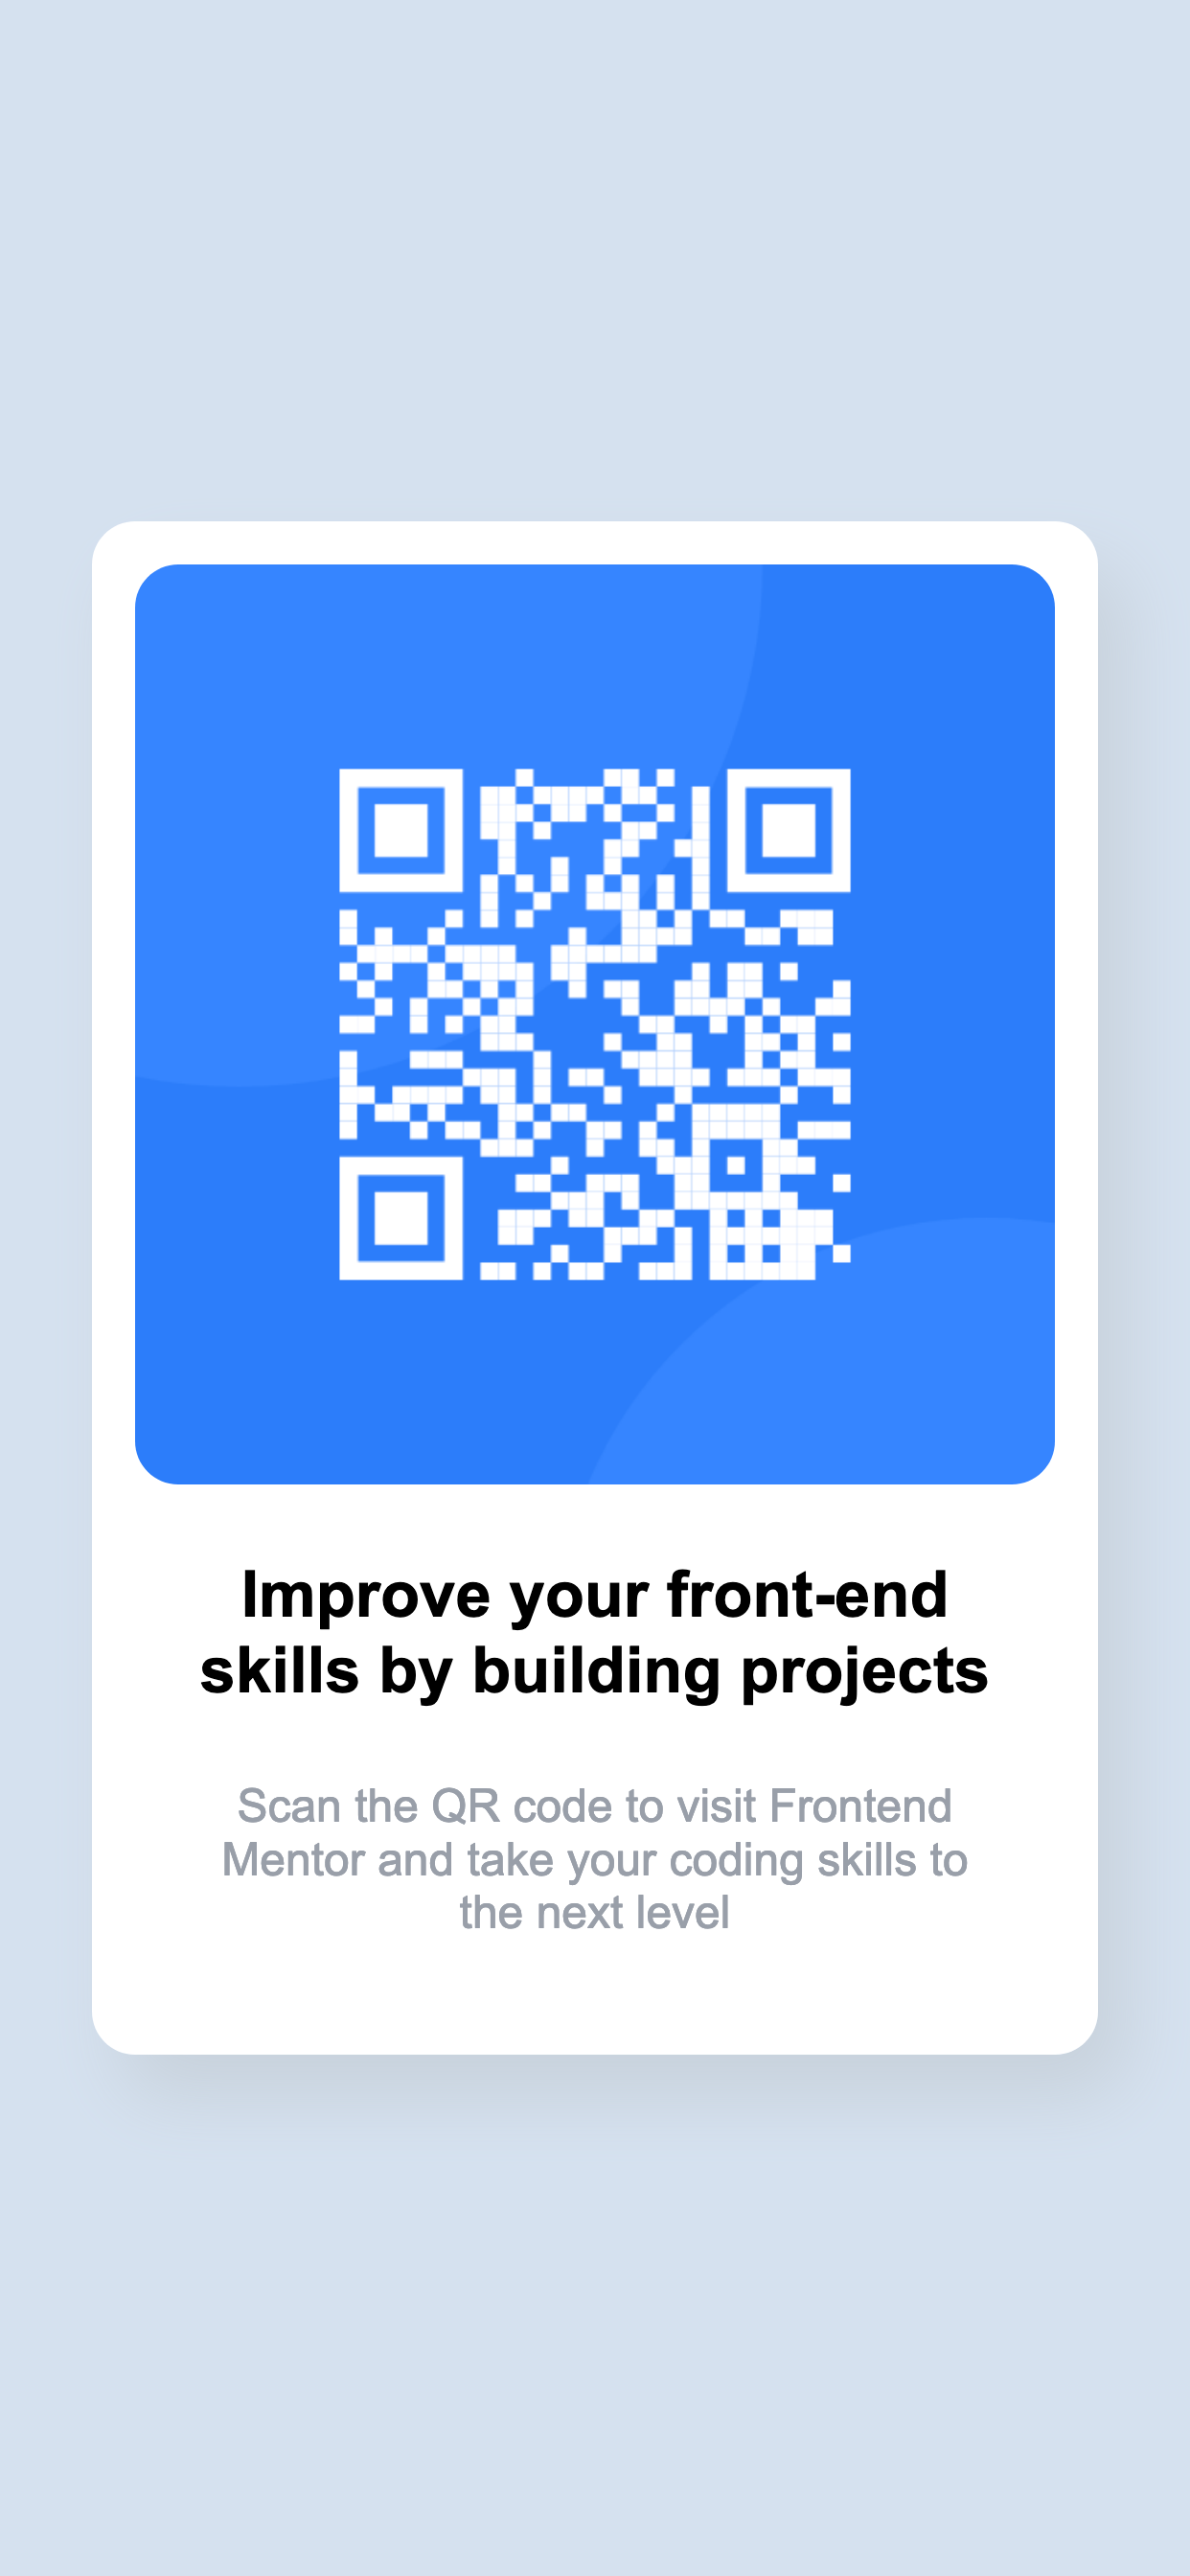 Improve your front-end
skills by building projects
Scan the QR code to visit Frontend
Mentor and take your coding skills to
the next level